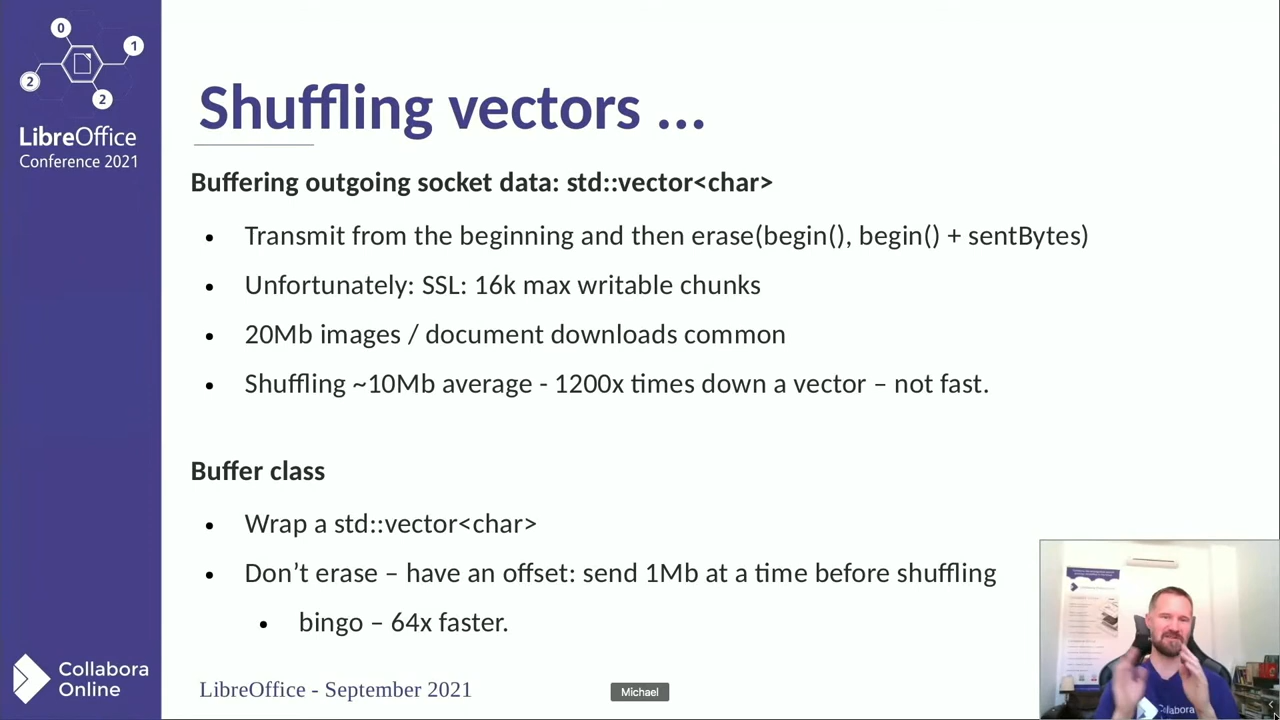 0
1
2
2
LibreOffice
Conference 2021
Shuffling vectors ...
Buffering outgoing socket data: std::vector<char>
• Transmit from the beginning and then erase(begin(), begin() + sentBytes)
• Unfortunately: SSL: 16k max writable chunks
• 20Mb images / document downloads common
• Shuffling ~10Mb average - 1200x times down a vector – not fast.
Buffer class
• Wrap a std::vector<char>
• Don’t erase – have an offset: send 1Mb at a time before shuffling
• bingo – 64x faster.
Collabora
Online
LibreOffice - September 2021
Michael